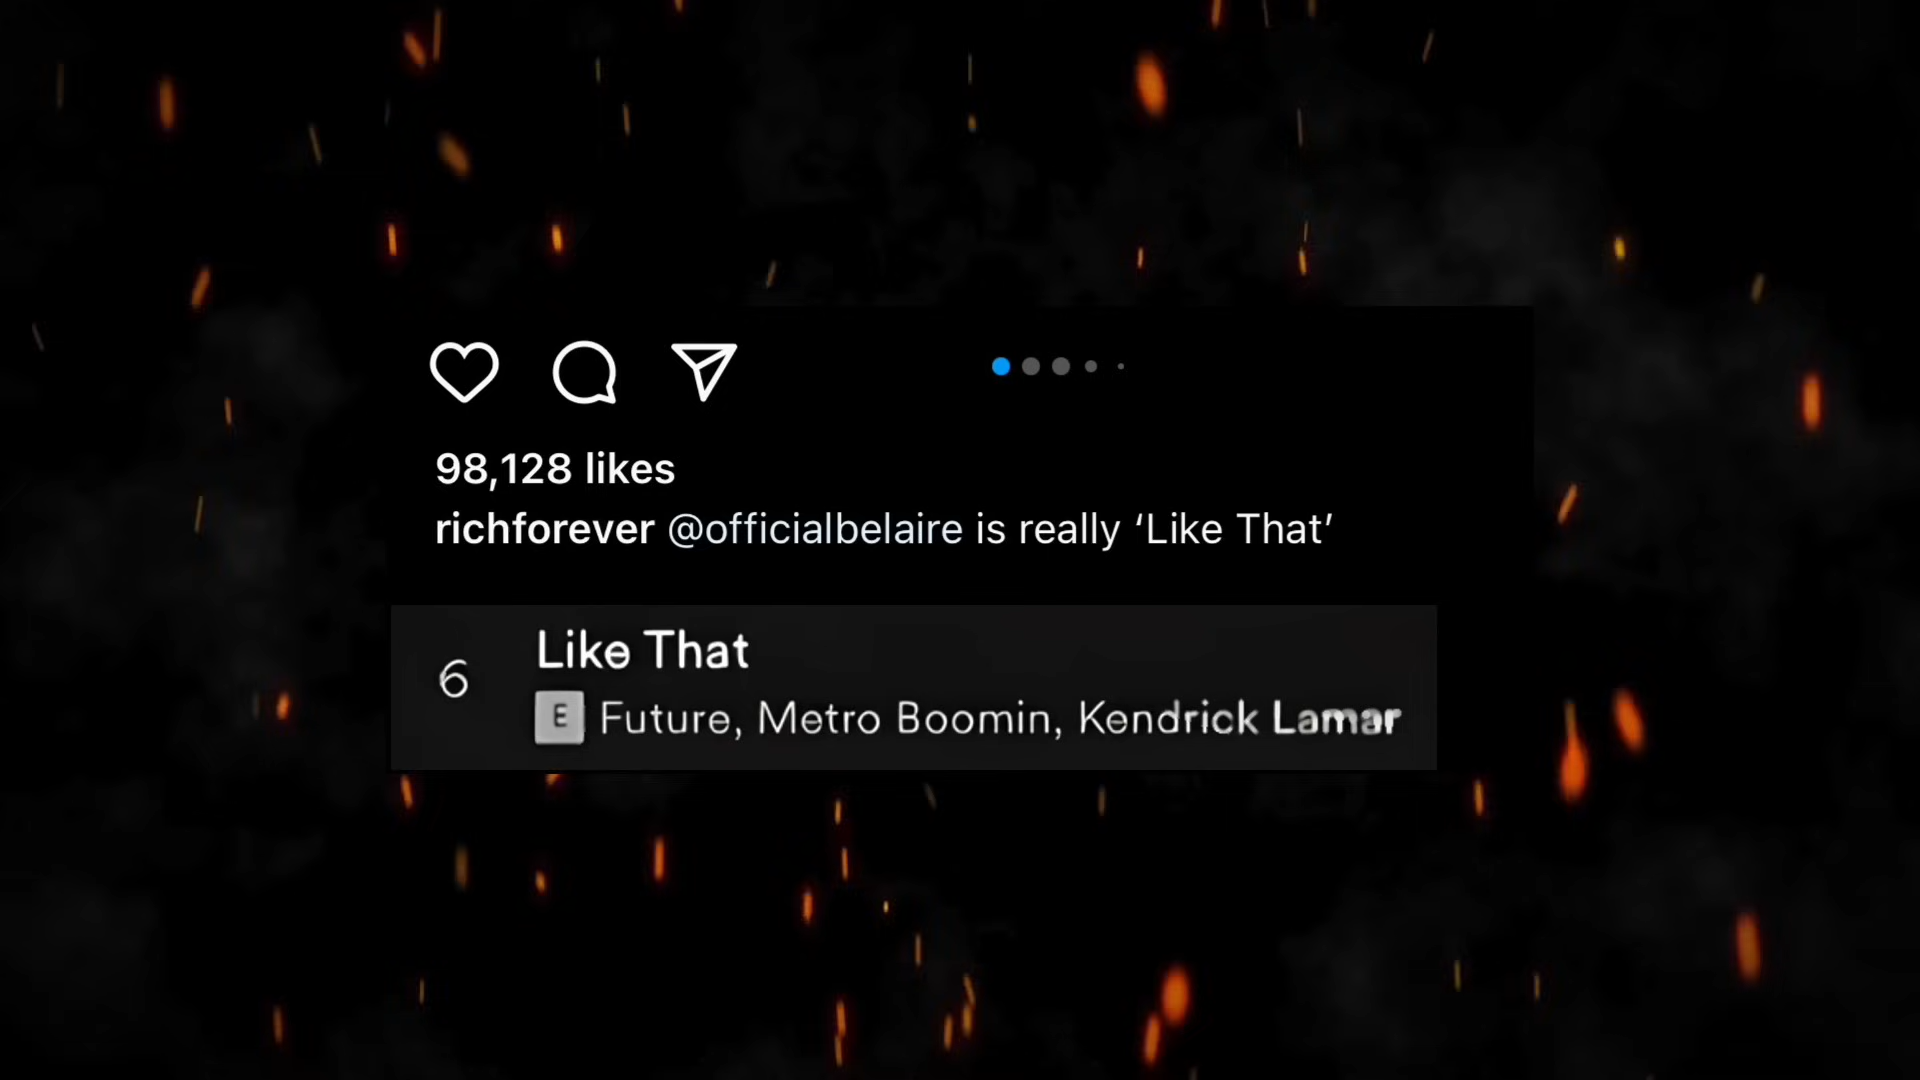 98,128 likes
richforever @officialbelaire is really ‘Like That’
6
Like That
E Future, Metro Boomin, Kendrick Lamar